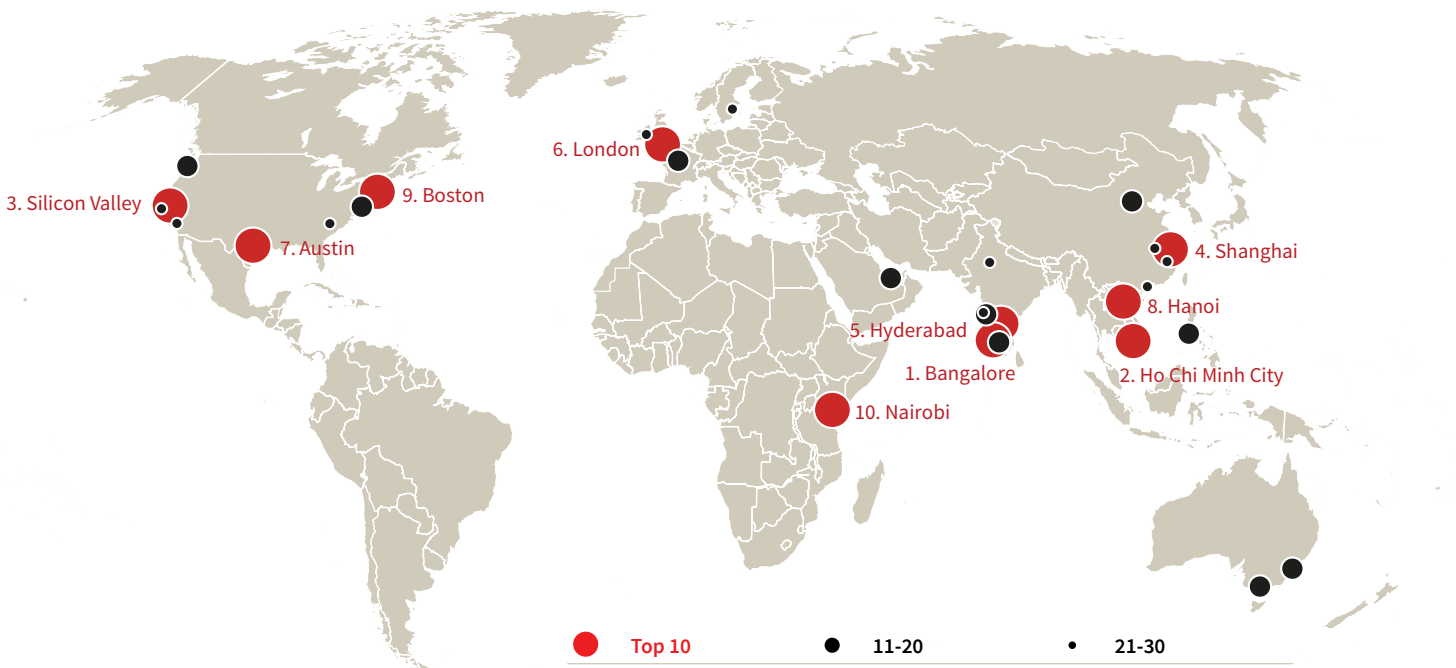 6. London
3. Silicon Valley
9. Boston
7. Austin
4. Shanghai
8. Hanoi
5. Hyderabad
1. Bangalore
2. Ho Chi Minh City
10. Nairobi
Top 10
11-20
21-30